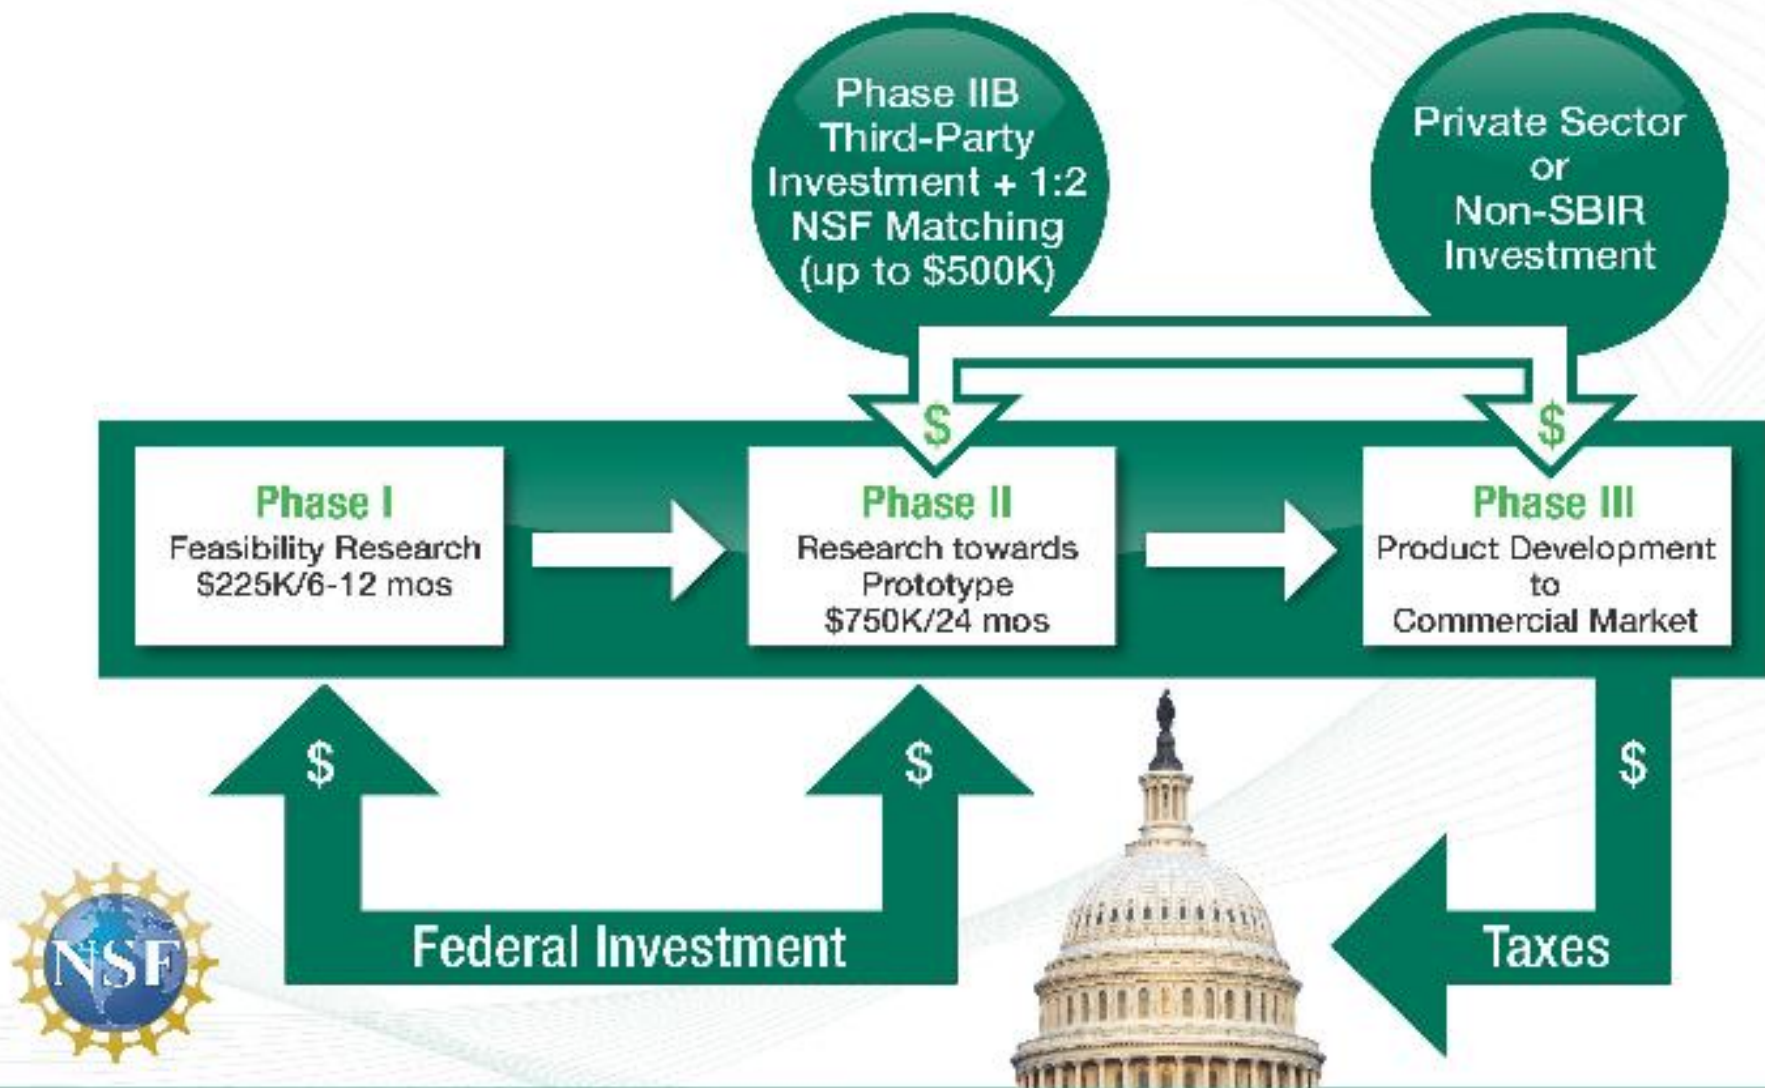 Phase IIB
Third-Party
Investment + 1:2
NSF Matching
(up to $500K)
Private Sector
or
Non-SBIR
Investment
$
$
Phase I
Feasibility Research
$225K/6-12 mos
Phase II
Research towards
Prototype
$750K/24 mos
Phase III
Product Development
to
Commercial Market
$
$
$
Federal Investment
Taxes
NSF